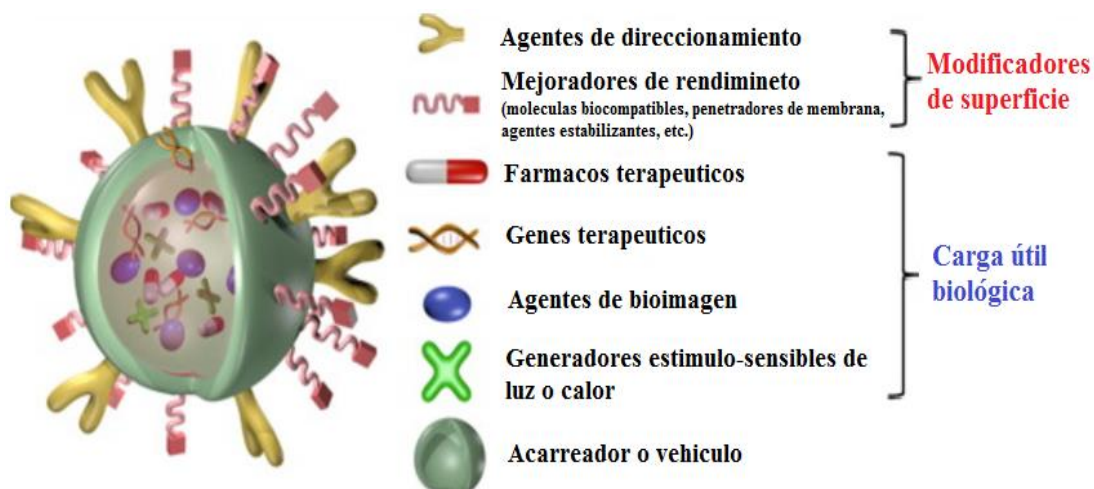 Agentes de direccionamiento
Mejoradores de rendimineto
(moleculas biocompatibles, penetradores de membrana,
agentes estabilizantes, etc.)
Modificadores
de superficie
Farmacos terapeuticos
Genes terapeuticos
Agentes de bioimagen
Generadores estimulo-sensibles de
luz o calor
Carga útil
biológica
Acarreador o vehiculo